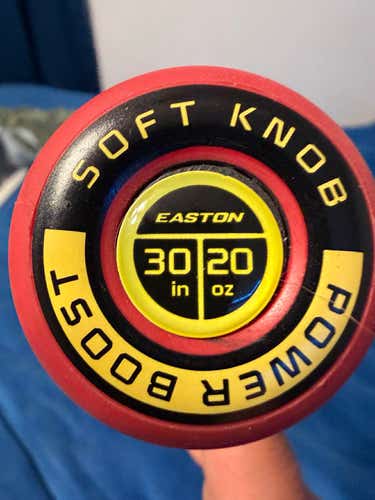 SOFT KNOB
EASTON
30 20
in oz
POWER BOOST